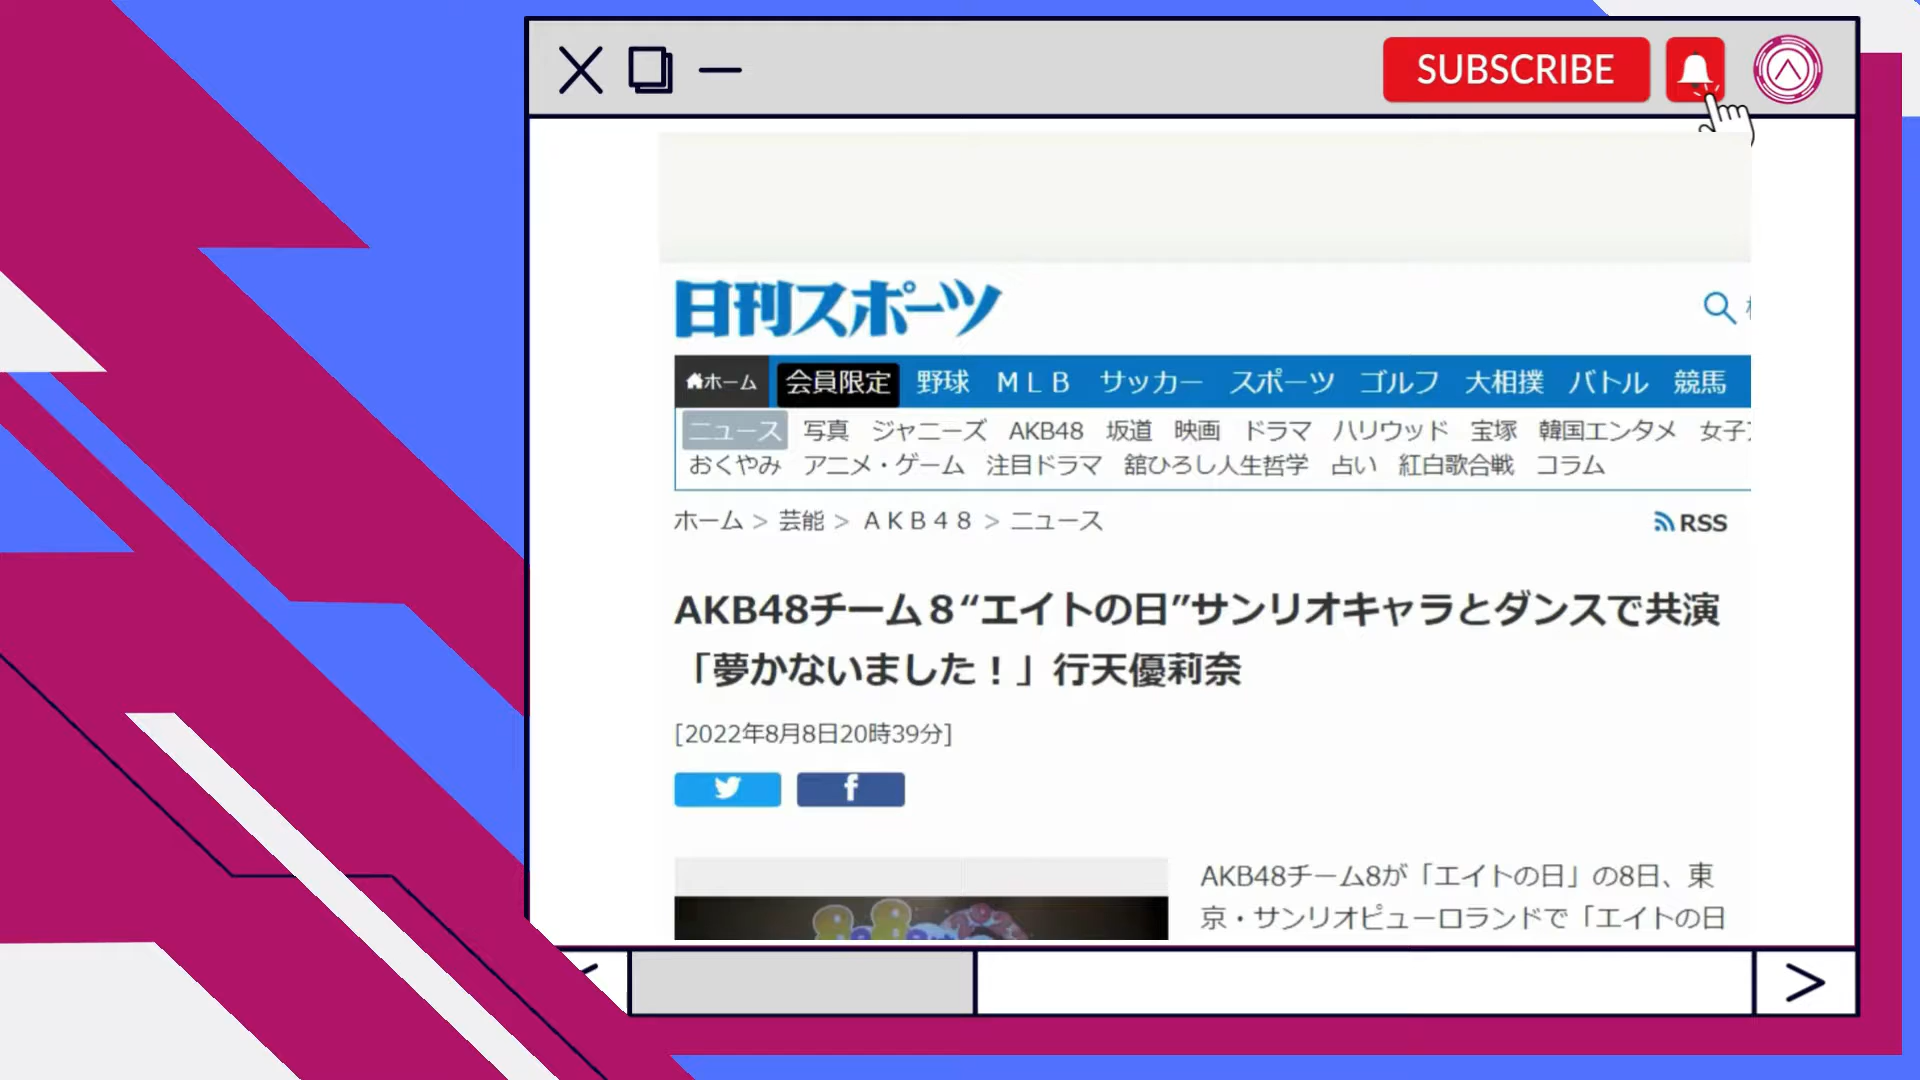 SUBSCRIBE
日刊スポーツ
ホーム 会員限定 野球 ＭＬＢ サッカー スポーツ ゴルフ 大相撲 バトル 競馬
ニュース 写真 ジャニーズ AKB48 坂道 映画 ドラマ ハリウッド 宝塚 韓国エンタメ 女子
おくやみ アニメ・ゲーム 注目ドラマ 舘ひろし人生哲学 占い 紅白歌合戦 コラム
ホーム > 芸能 > ＡＫＢ４８ > ニュース
RSS
AKB48チーム８“エイトの日”サンリオキャラとダンスで共演
「夢かないました！」行天優莉奈
[2022年8月8日20時39分]
AKB48チーム8が「エイトの日」の8日、東
京・サンリオピューロランドで「エイトの日